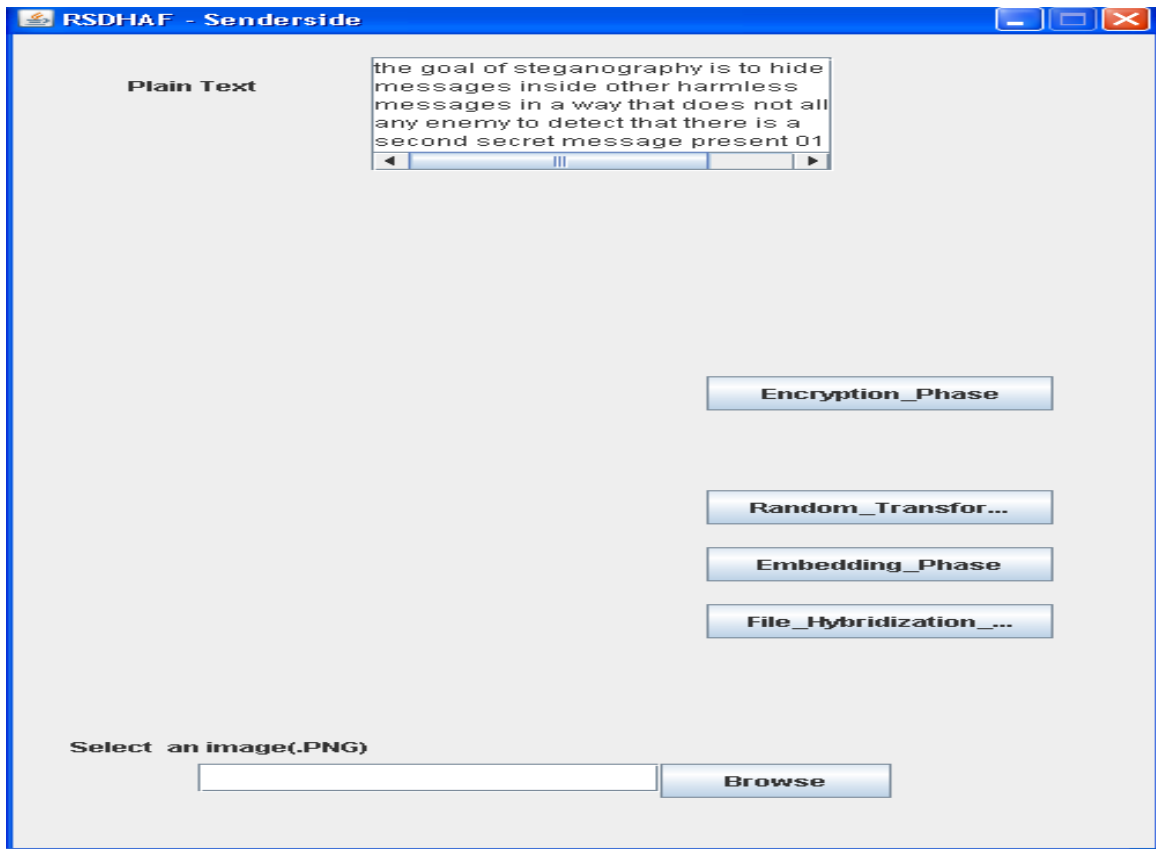 RSDHAF - Senderside
Plain Text
the goal of steganography is to hide
messages inside other harmless
messages in a way that does not all
any enemy to detect that there is a
second secret message present 01
Encryption_Phase
Random_Transfor...
Embedding_Phase
File_Hybridization_...
Select an image(.PNG)
Browse